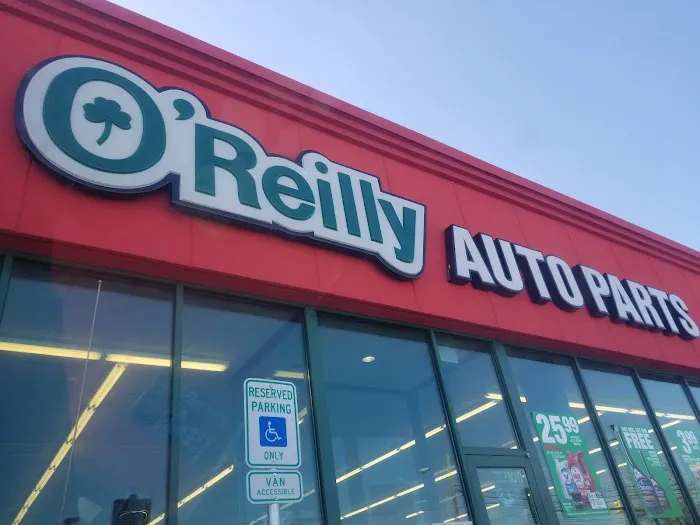 O'Reilly
AUTO PARTS
RESERVED
PARKING
ONLY
VAN
ACCESSIBLE
25 99
FREE
3 99